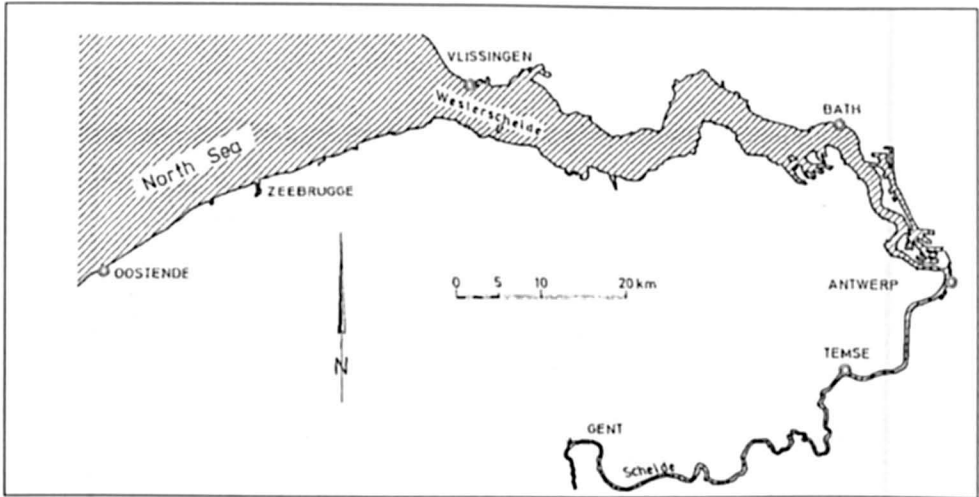 VLISSINGEN
Westerschelde
BATH
North Sea
ZEEBRUGGE
OOSTENDE
0 5 10 20 km
ANTWERP
N
TEMSE
GENT
Schelde